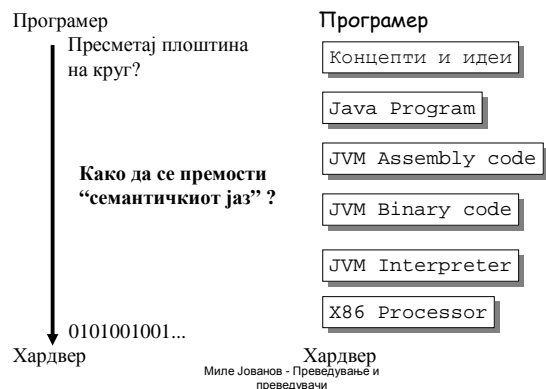 Програмер
Пресметај плоштина
на круг?
Како да се премости
“семантичкиот јаз” ?
0101001001...
Хардвер
Програмер
Концепти и идеи
Java Program
JVM Assembly code
JVM Binary code
JVM Interpreter
X86 Processor
Хардвер
Миле Јованов - Преведување и
преведувачи